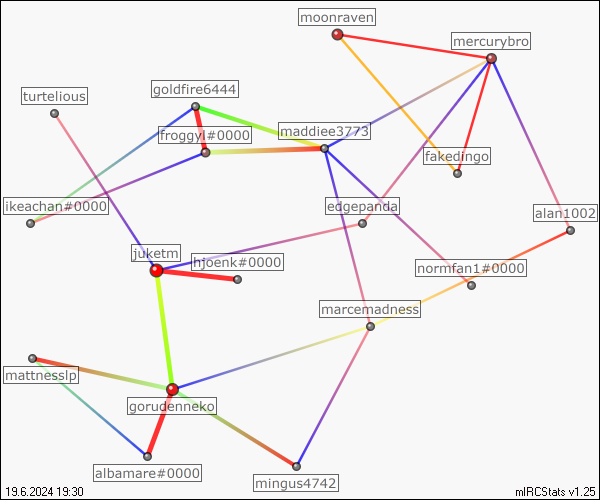 moonraven
mercurybro
goldfire6444
turtelious
froggyl#0000
maddiee3773
fakedingo
ikeachan#0000
edgepanda
alan1002
juketm
hjoenk#0000
normfan1#0000
marcemadness
mattnesslp
gorudenneko
albamare#0000
mingus4742
19.6.2024 19:30
mIRCStats v1.25